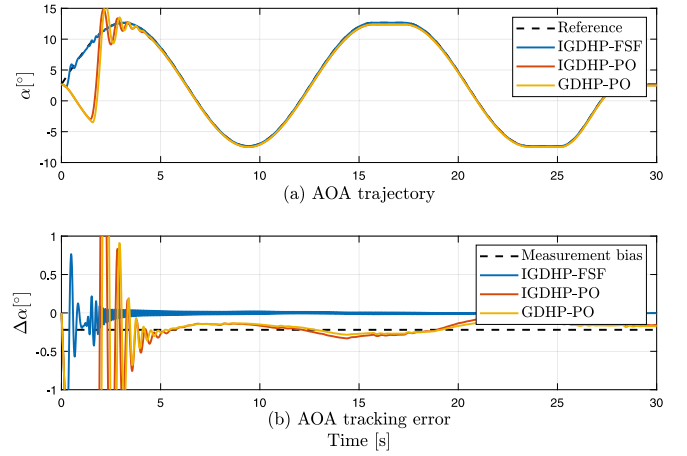 15
10
5
0
-5
-10
α[°]
Reference
IGDHP-FSF
IGDHP-PO
GDHP-PO
0
5
10
15
20
25
30
(a) AOA trajectory
1
0.5
0
-0.5
-1
Δα[°]
Measurement bias
IGDHP-FSF
IGDHP-PO
GDHP-PO
0
5
10
15
20
25
30
(b) AOA tracking error
Time [s]